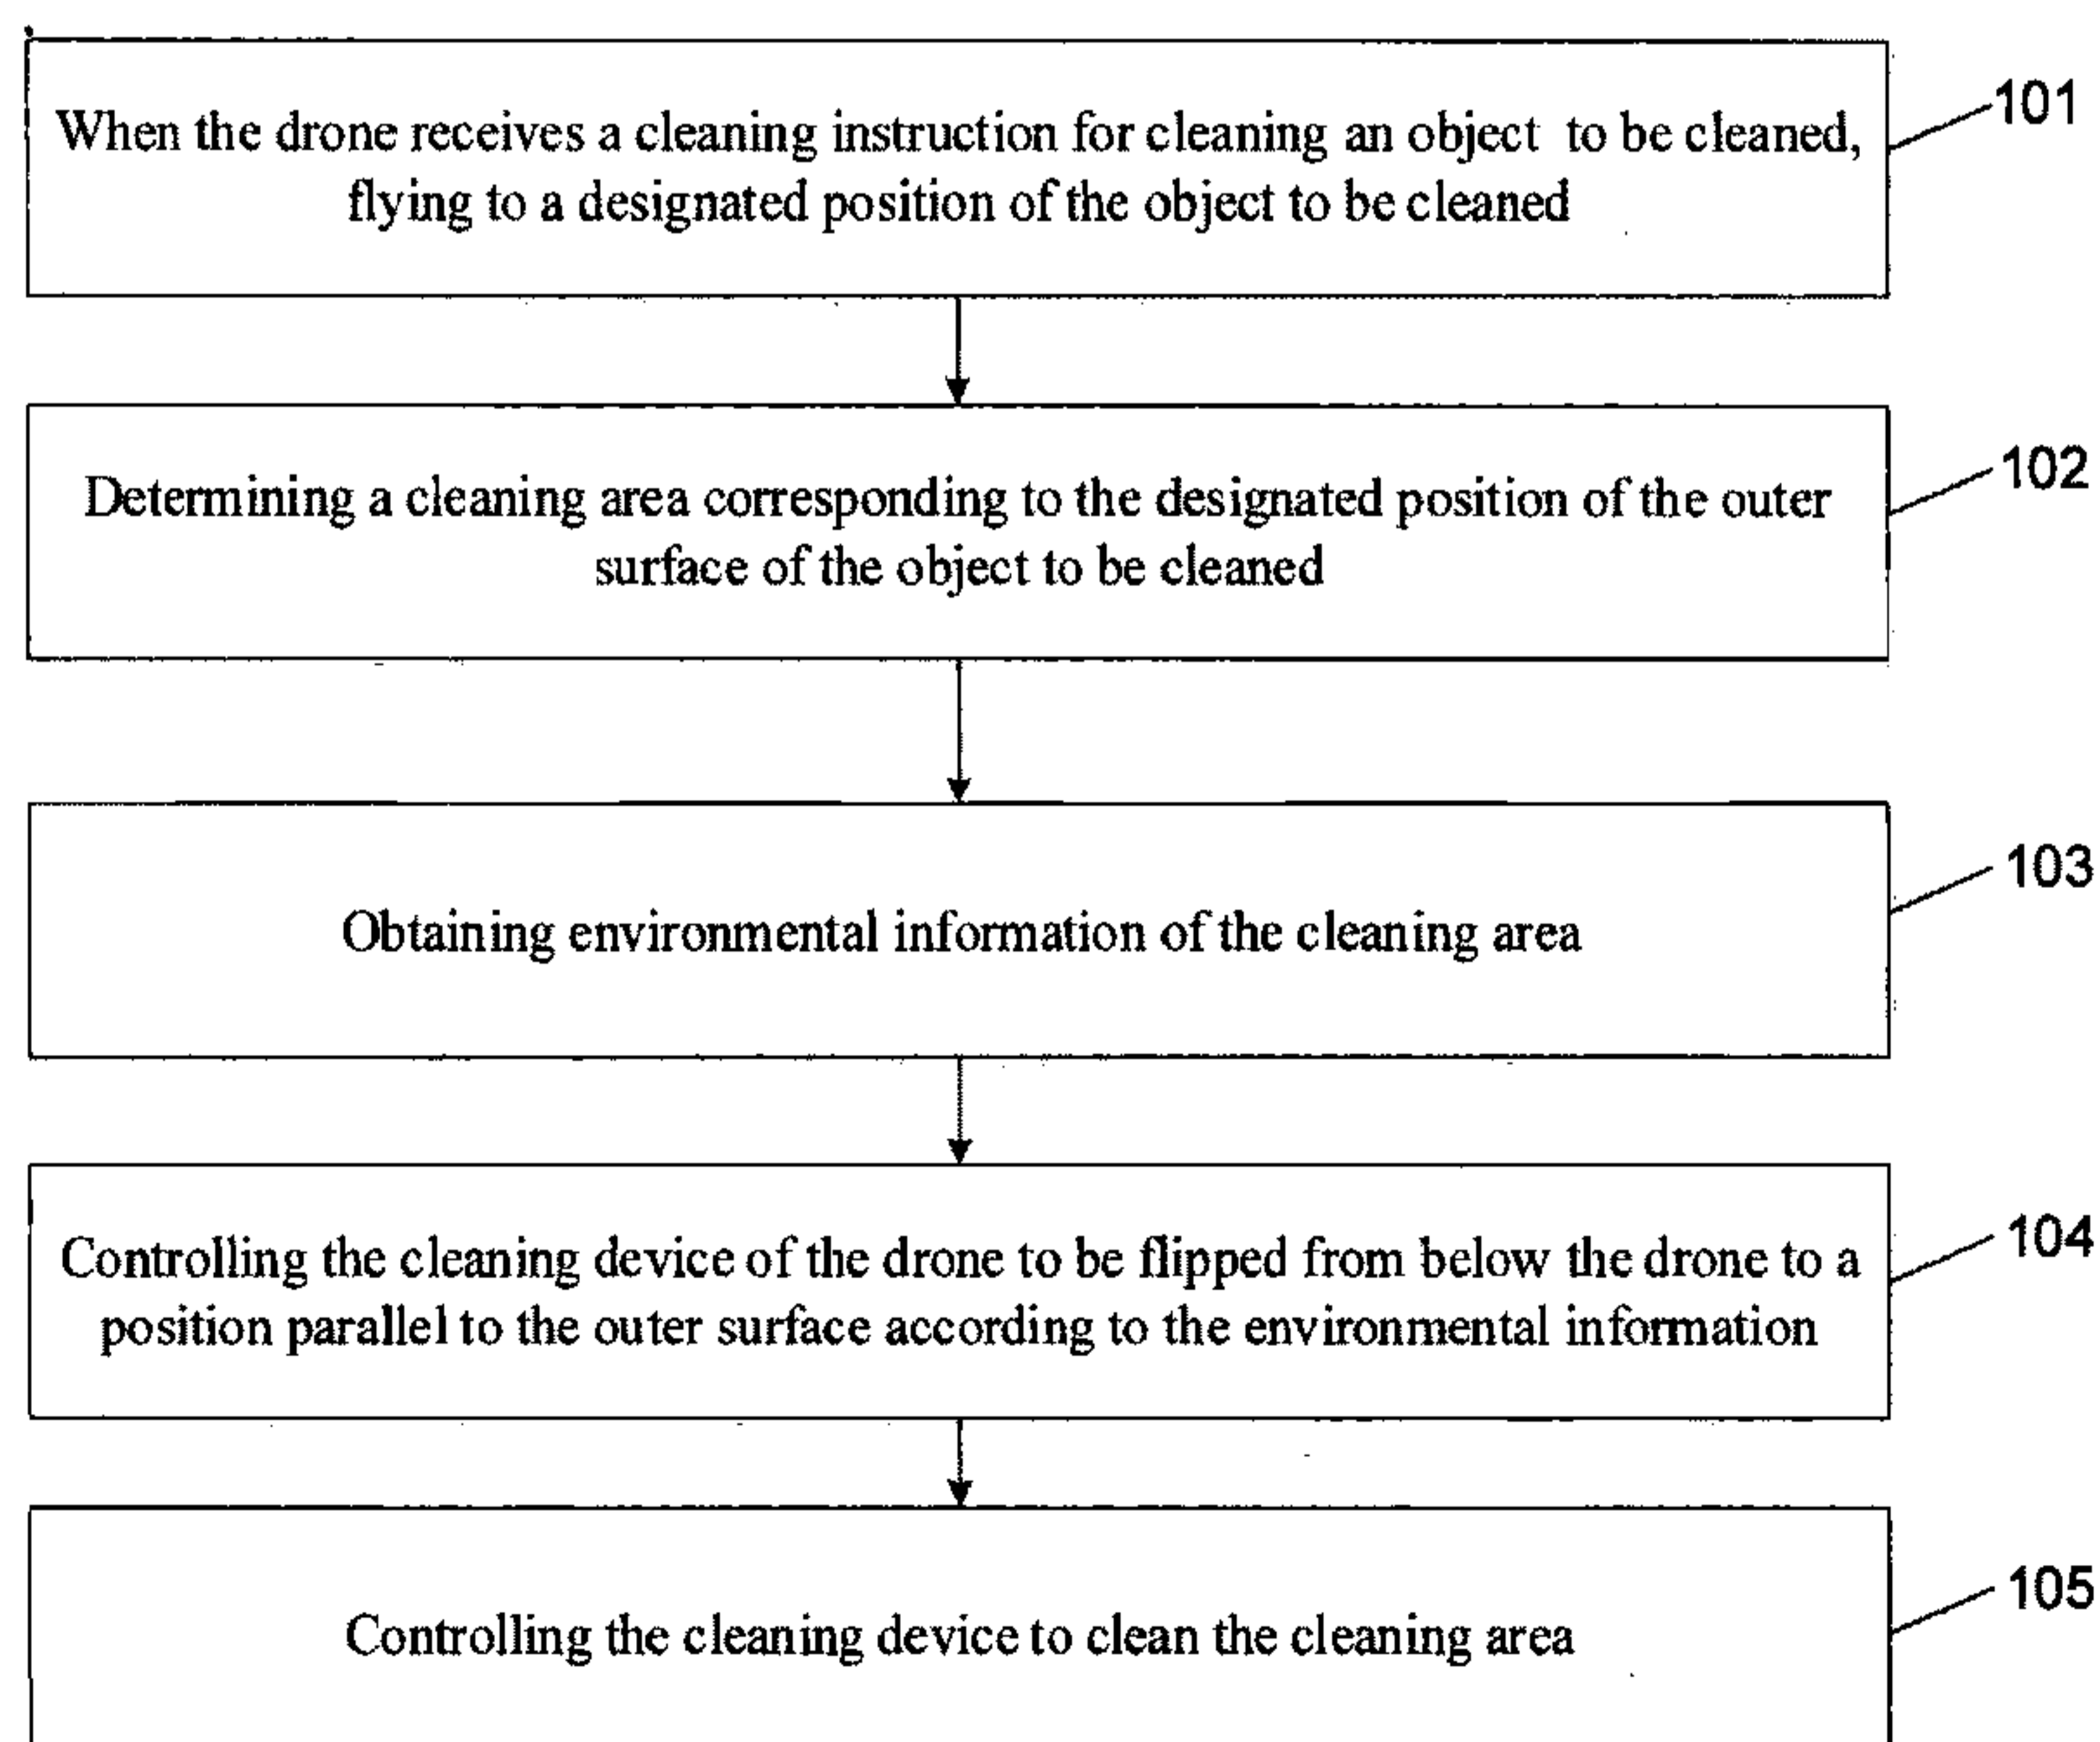 When the drone receives a cleaning instruction for cleaning an object to be cleaned,
flying to a designated position of the object to be cleaned
101
Determining a cleaning area corresponding to the designated position of the outer
surface of the object to be cleaned
102
Obtaining environmental information of the cleaning area
103
Controlling the cleaning device of the drone to be flipped from below the drone to a
position parallel to the outer surface according to the environmental information
104
Controlling the cleaning device to clean the cleaning area
105